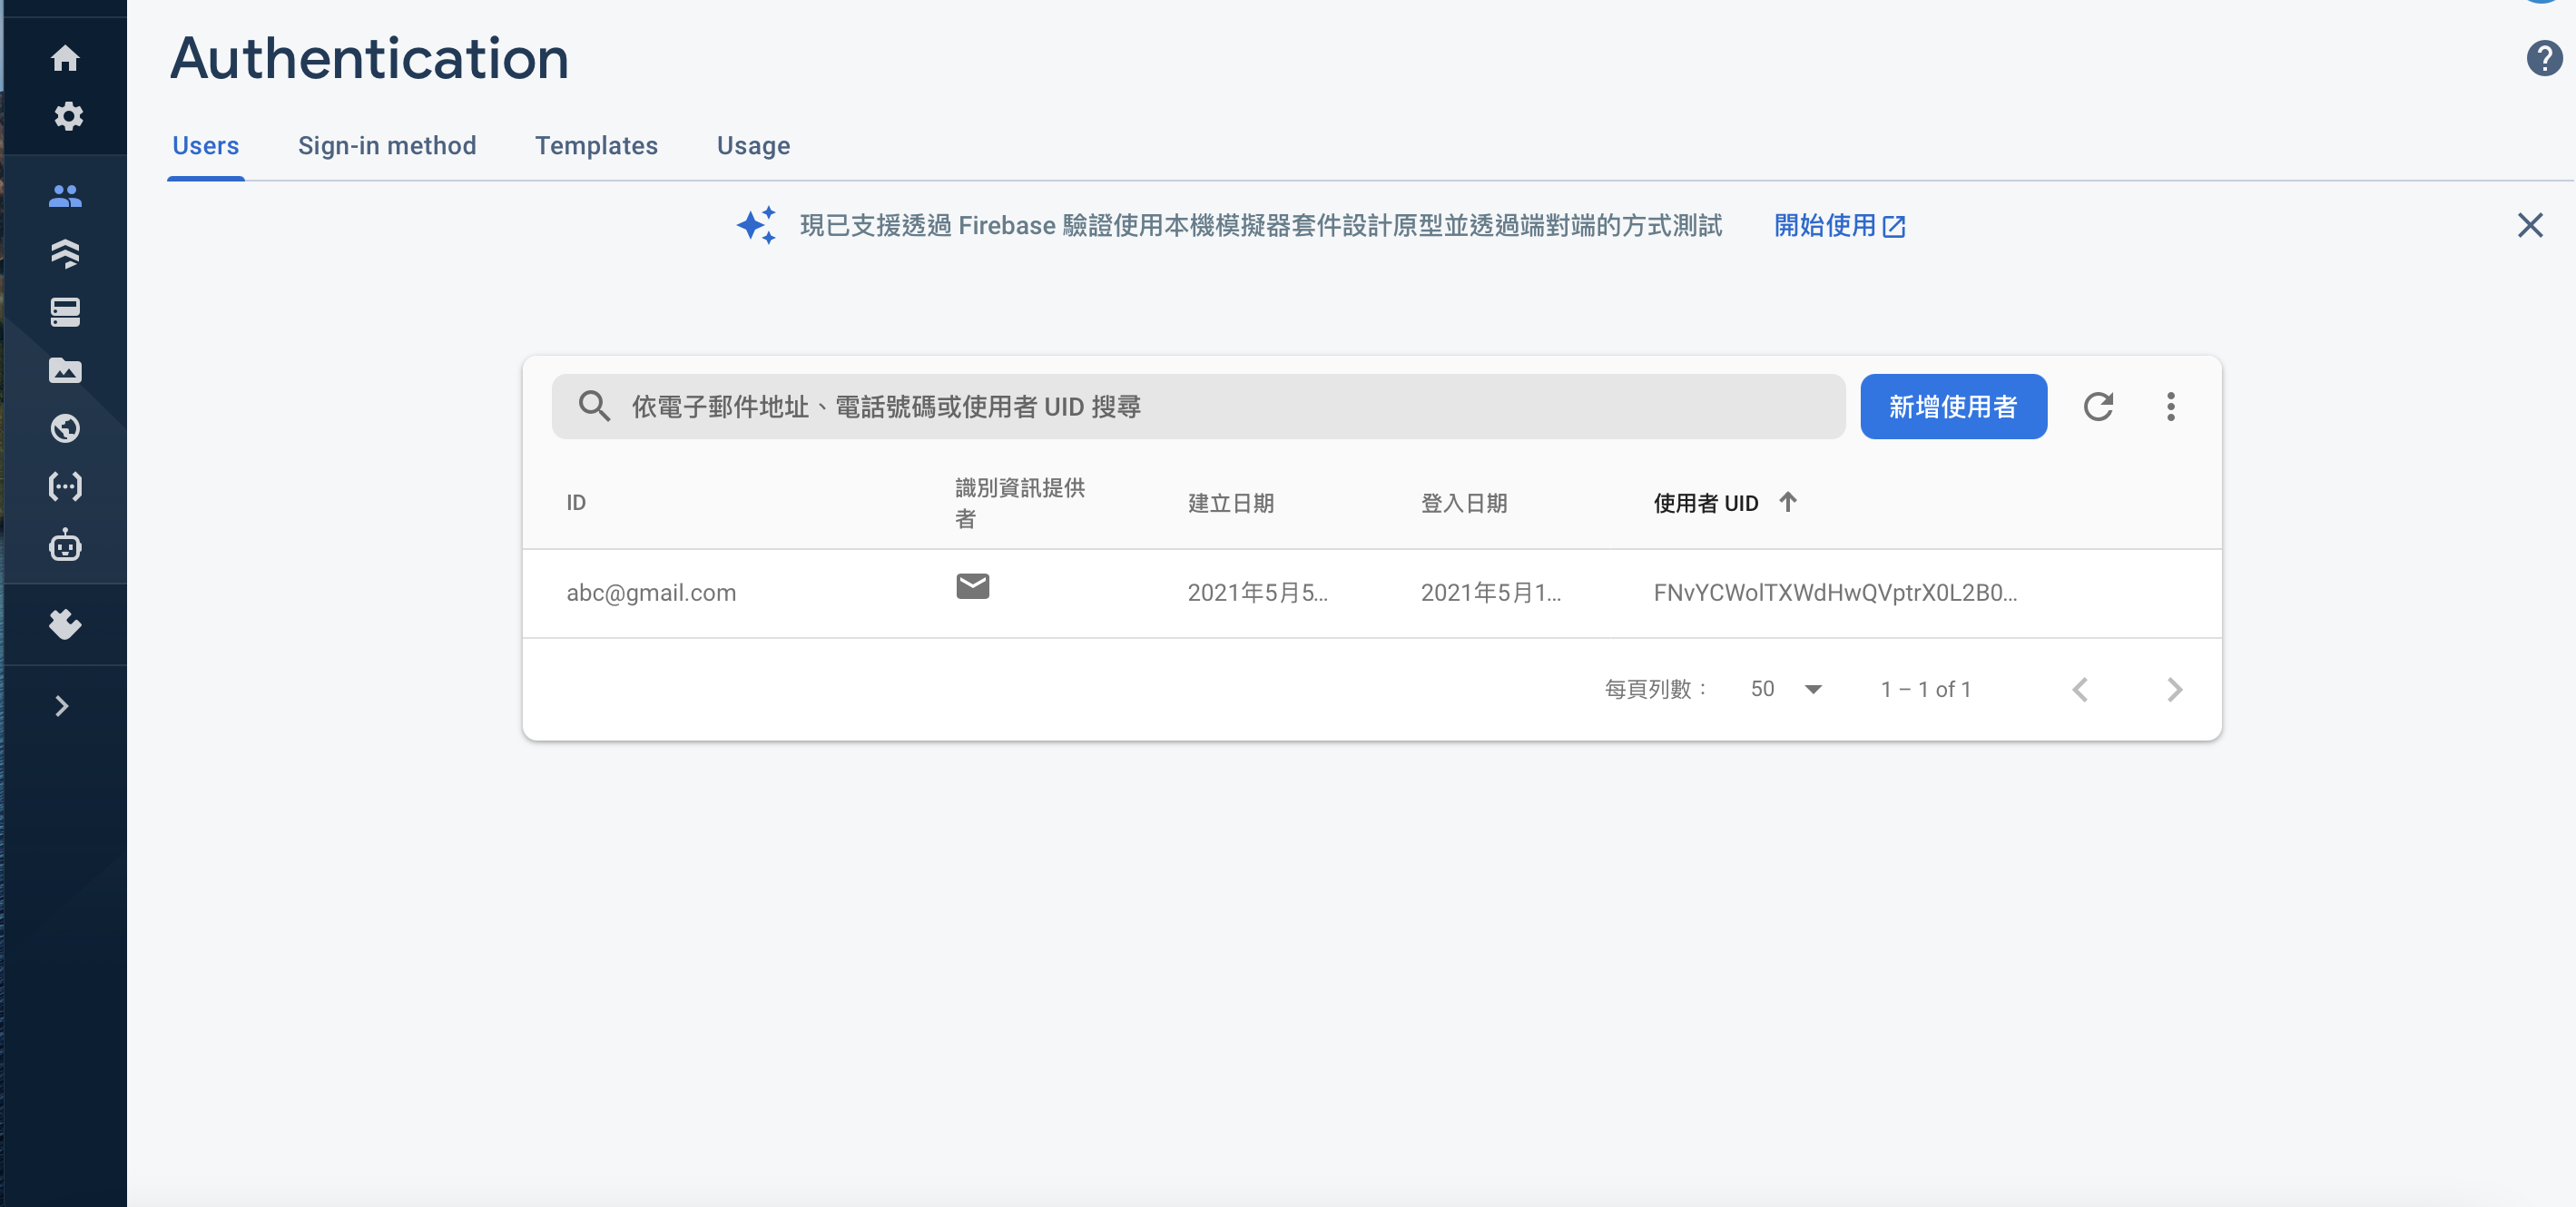 Authentication
Users
Sign-in method
Templates
Usage
現已支援透過 Firebase 驗證使用本機模擬器套件設計原型並透過端對端的方式測試
開始使用
依電子郵件地址、電話號碼或使用者 UID 搜尋
新增使用者
ID
識別資訊提供
者
建立日期
登入日期
使用者 UID
abc@gmail.com
2021年5月5...
2021年5月1...
FNvYCWolTXWdHwQVptrX0L2B0...
每頁列數：
50
1 – 1 of 1